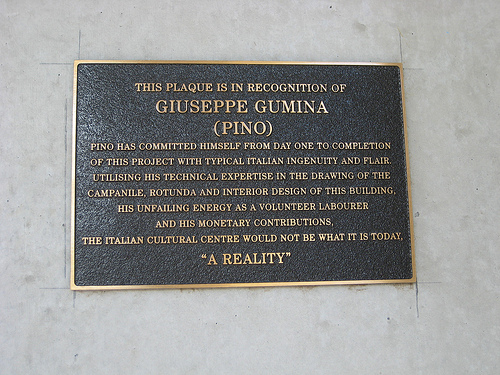 THIS PLAQUE IS IN RECOGNITION OF
GIUSEPPE GUMINA
(PINO)
PINO HAS COMMITTED HIMSELF FROM DAY ONE TO COMPLETION
OF THIS PROJECT WITH TYPICAL ITALIAN INGENUITY AND FLAIR.
UTILISING HIS TECHNICAL EXPERTISE IN THE DRAWING OF THE
CAMPANILE, ROTUNDA AND INTERIOR DESIGN OF THIS BUILDING,
HIS UNFAILING ENERGY AS A VOLUNTEER LABOURER
AND HIS MONETARY CONTRIBUTIONS,
THE ITALIAN CULTURAL CENTRE WOULD NOT BE WHAT IT IS TODAY,
"A REALITY"